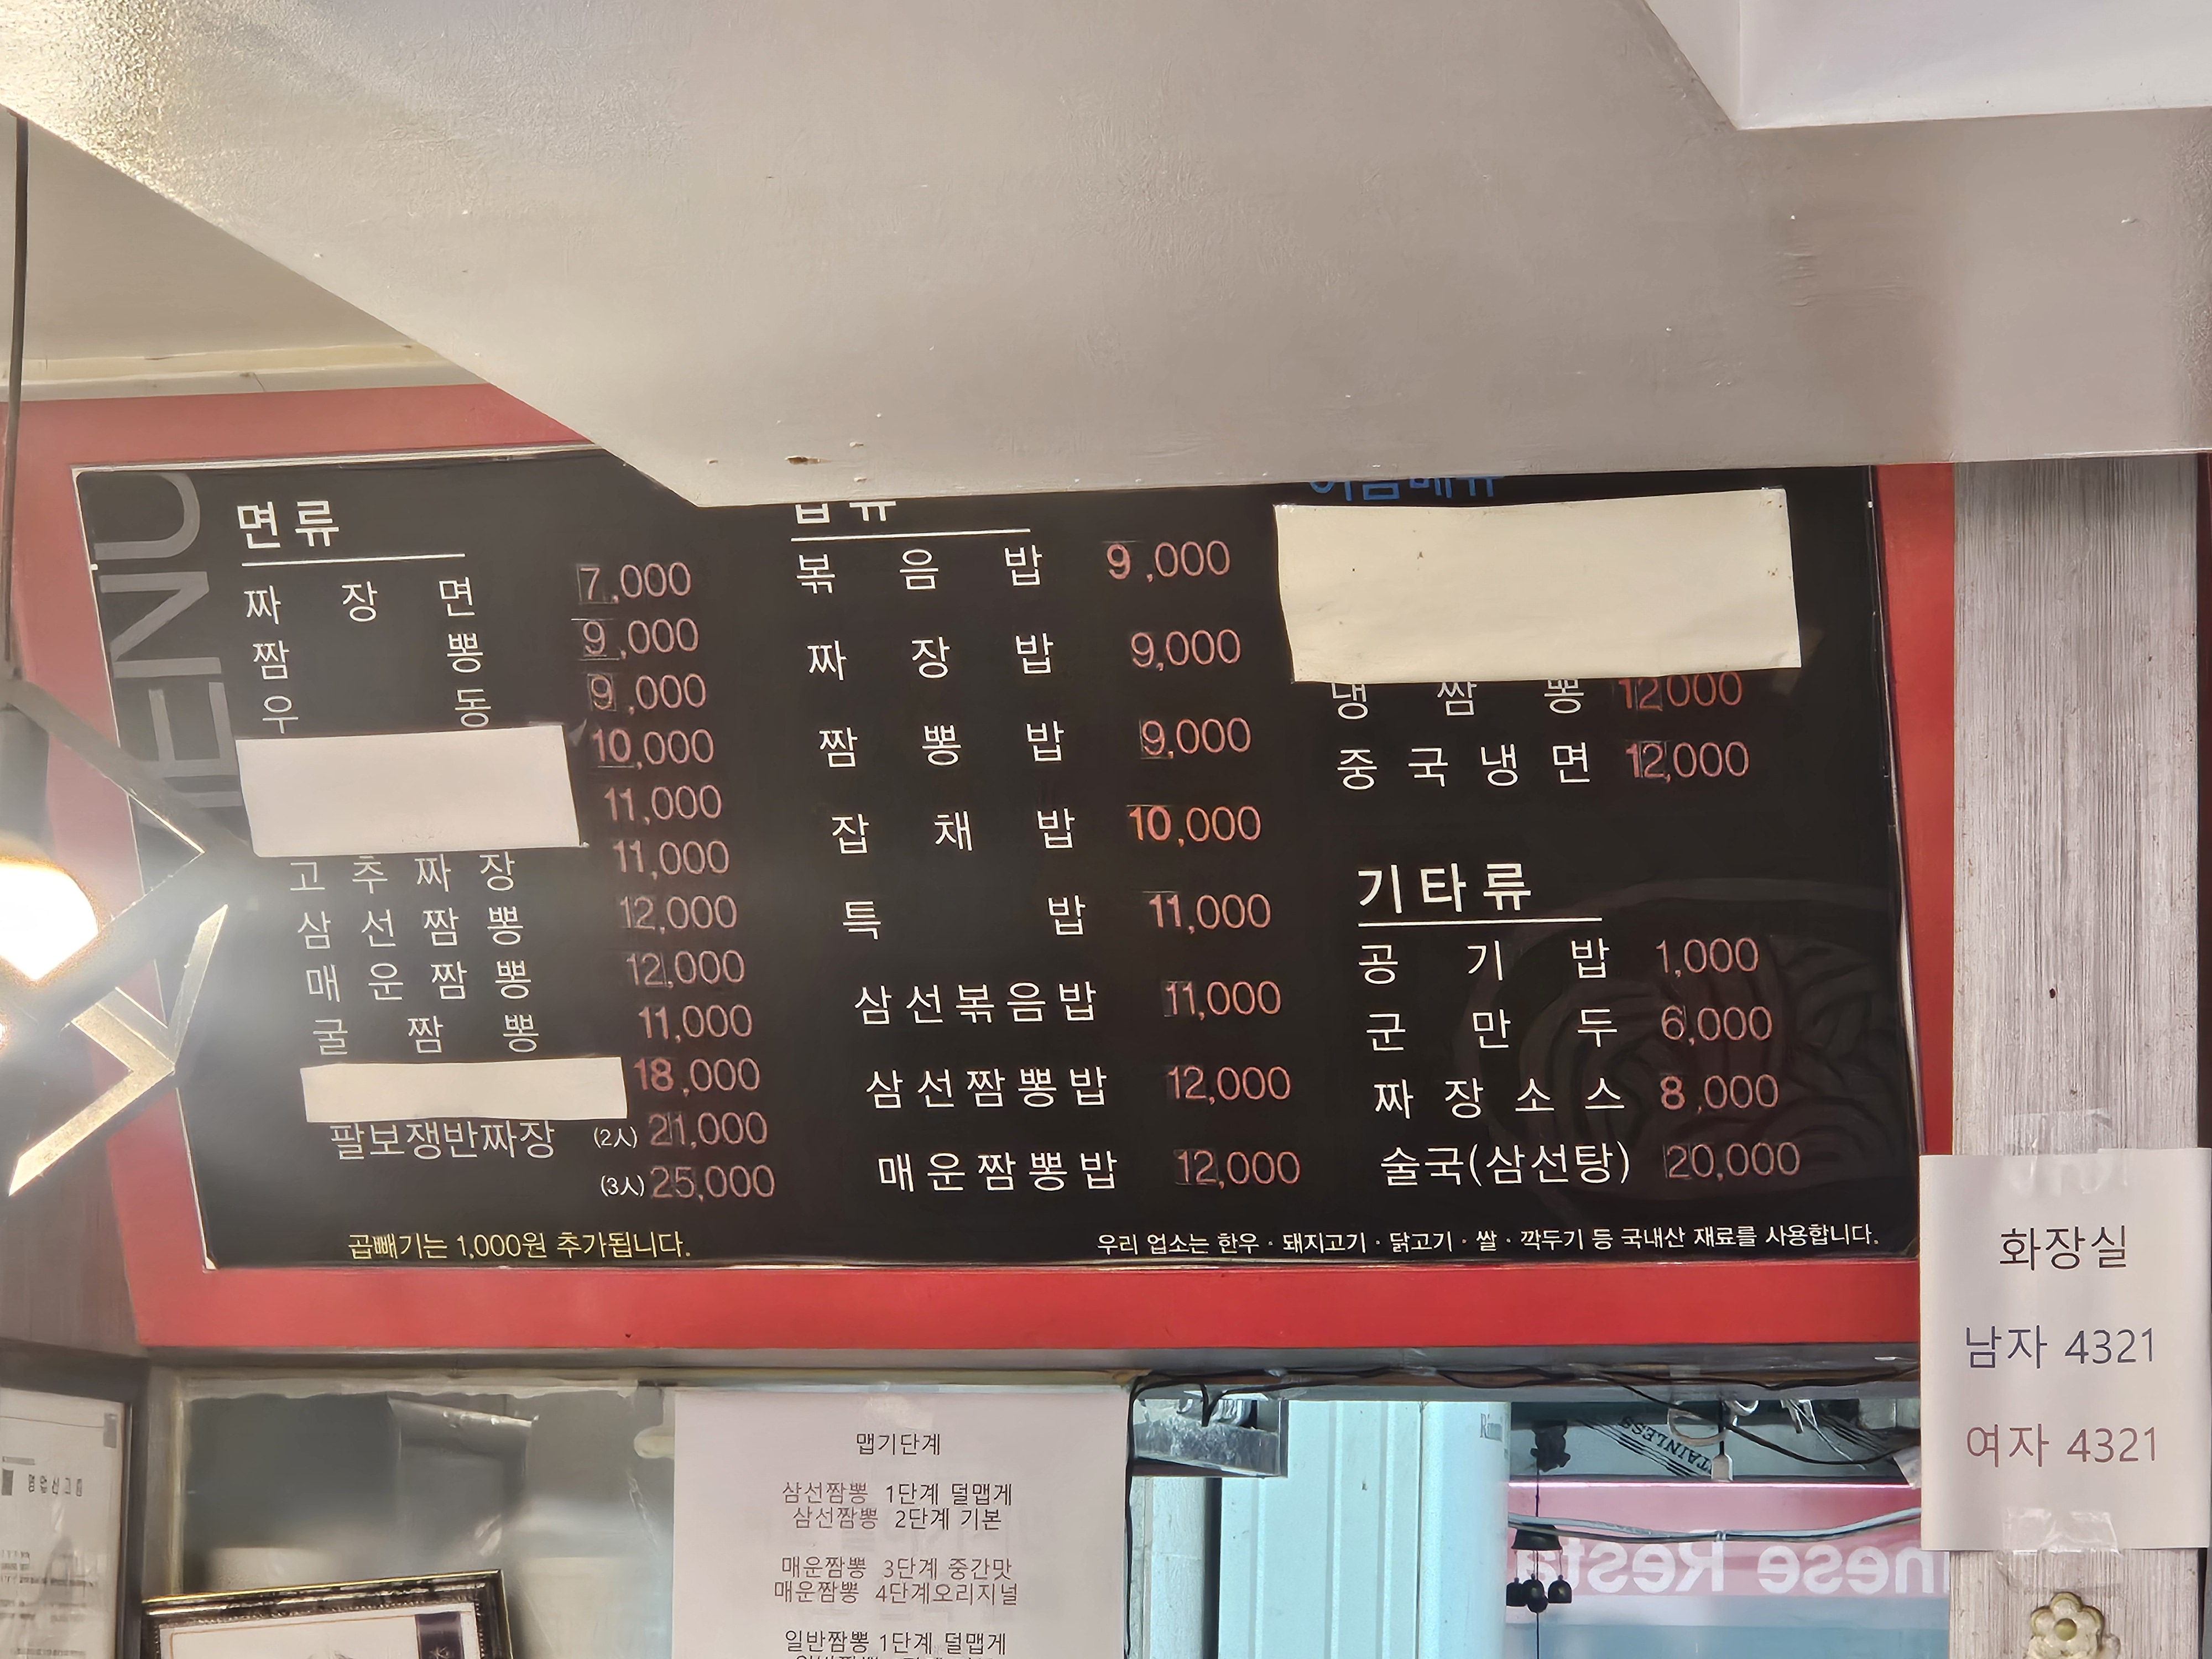 MENU
면류
짜장면 7,000
짬뽕 9,000
우동 9,000
10,000
11,000
고추짜장 11,000
삼선짬뽕 12,000
매운짬뽕 12,000
굴짬뽕 11,000
18,000
팔보쟁반짜장 (2人) 21,000
(3人) 25,000
곱빼기는 1,000원 추가됩니다.
밥류
볶음밥 9,000
짜장밥 9,000
짬뽕밥 9,000
잡채밥 10,000
특밥 11,000
삼선볶음밥 11,000
삼선짬뽕밥 12,000
매운짬뽕밥 12,000
여름메뉴
냉짬뽕 12,000
중국냉면 12,000
기타류
공기밥 1,000
군만두 6,000
짜장소스 8,000
술국(삼선탕) 20,000
우리 업소는 한우 · 돼지고기 · 닭고기 · 쌀 · 깍두기 등 국내산 재료를 사용합니다.
화장실
남자 4321
여자 4321
맵기단계
삼선짬뽕 1단계 덜맵게
삼선짬뽕 2단계 기본
매운짬뽕 3단계 중간맛
매운짬뽕 4단계오리지널
일반짬뽕 1단계 덜맵게
STAINLESS
nese Resta